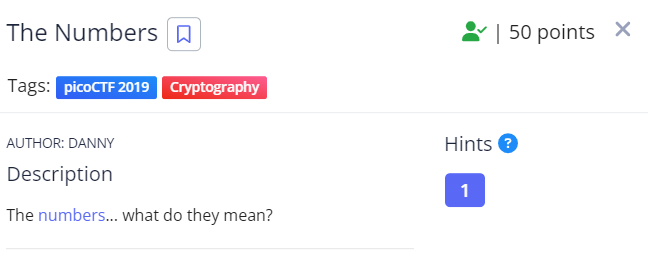 The Numbers | 50 points ×
Tags: picoCTF 2019 Cryptography
AUTHOR: DANNY
Hints ?
Description
1
The numbers... what do they mean?